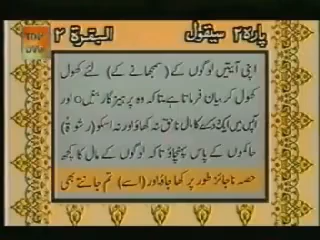 پارہ ۲ سیقول
البقرۃ ۲
اپنی آیتیں لوگوں کے (سمجھانے کے) لئے کھول
کھول کر بیان فرماتا ہے تاکہ وہ پرہیزگار بنیں ○ اور
آپس میں ایک دوسرے کا مال ناحق نہ کھاؤ اور نہ اسکو (رشوۃً)
حاکموں کے پاس پہنچاؤ تاکہ لوگوں کے مال کا کچھ
حصہ ناجائز طور پر کھا جاؤ اور (اسے) تم جانتے بھی